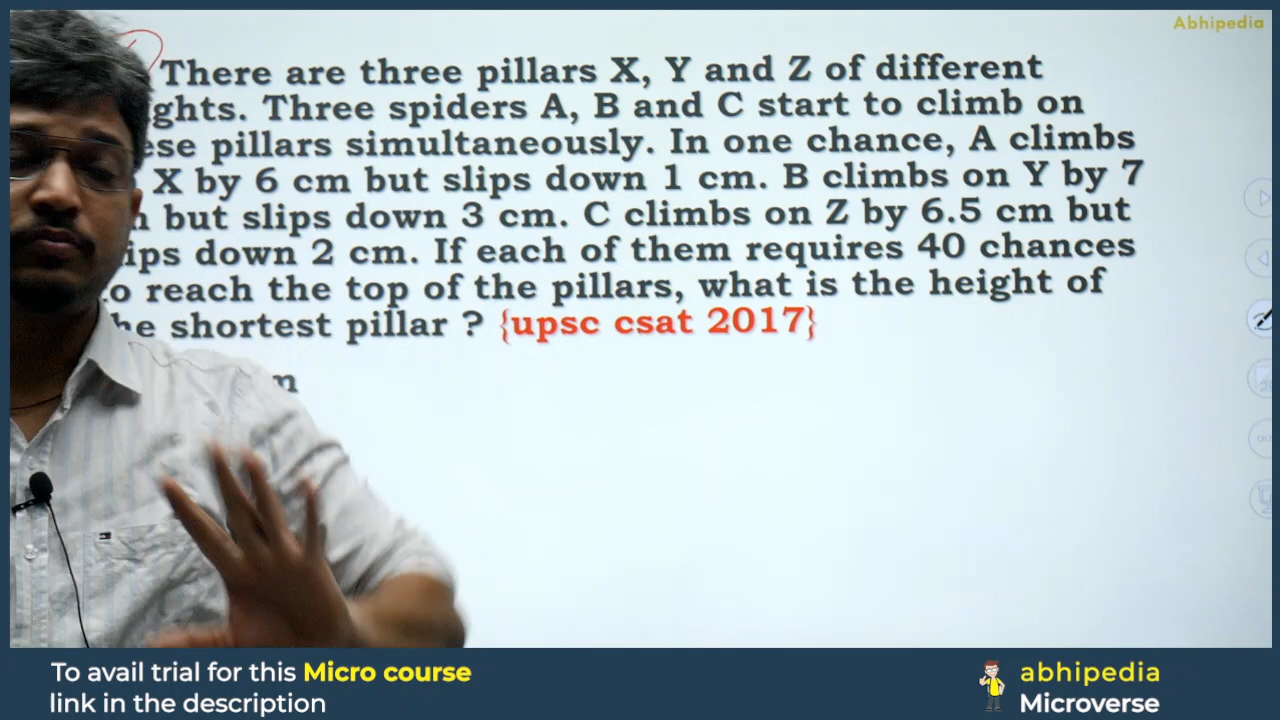 Abhipedia
There are three pillars X, Y and Z of different
ghts. Three spiders A, B and C start to climb on
ese pillars simultaneously. In one chance, A climbs
X by 6 cm but slips down 1 cm. B climbs on Y by 7
but slips down 3 cm. C climbs on Z by 6.5 cm but
ips down 2 cm. If each of them requires 40 chances
o reach the top of the pillars, what is the height of
he shortest pillar ? {upsc csat 2017}
m
To avail trial for this Micro course
link in the description
abhipedia
Microverse